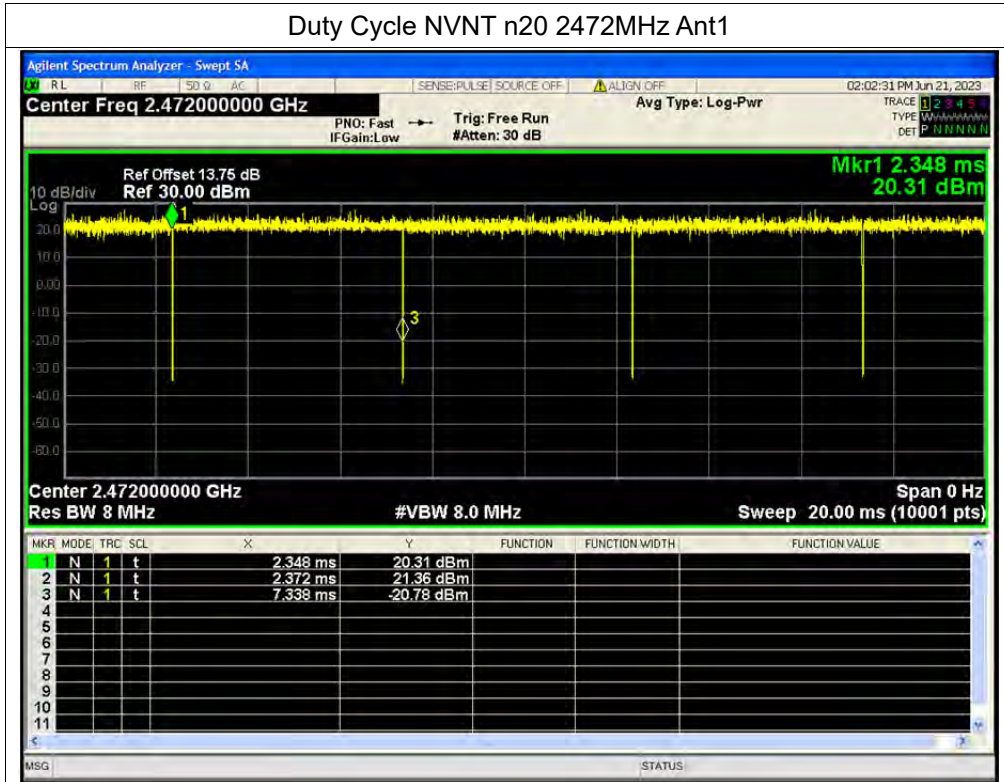 Duty Cycle NVNT n20 2472MHz Ant1
Agilent Spectrum Analyzer - Swept SA
LXI RL RF 50 Ω AC SENSE:PULSE SOURCE OFF ALIGN OFF 02:02:31 PM Jun 21, 2023
Center Freq 2.472000000 GHz Avg Type: Log-Pwr TRACE 1 2 3 4 5 6
PNO: Fast Trig: Free Run TYPE W
IFGain:Low #Atten: 30 dB DET P N N N N N
Mkr1 2.348 ms
Ref Offset 13.75 dB
10 dB/div Ref 30.00 dBm 20.31 dBm
Log
1
20.0
10.0
0.00
-10.0
3
-20.0
-30.0
-40.0
-50.0
-60.0
Center 2.472000000 GHz Span 0 Hz
Res BW 8 MHz #VBW 8.0 MHz Sweep 20.00 ms (10001 pts)
MKR MODE TRC SCL X Y FUNCTION FUNCTION WIDTH FUNCTION VALUE
1 N 1 t 2.348 ms 20.31 dBm
2 N 1 t 2.372 ms 21.36 dBm
3 N 1 t 7.338 ms -20.78 dBm
4
5
6
7
8
9
10
11
MSG STATUS